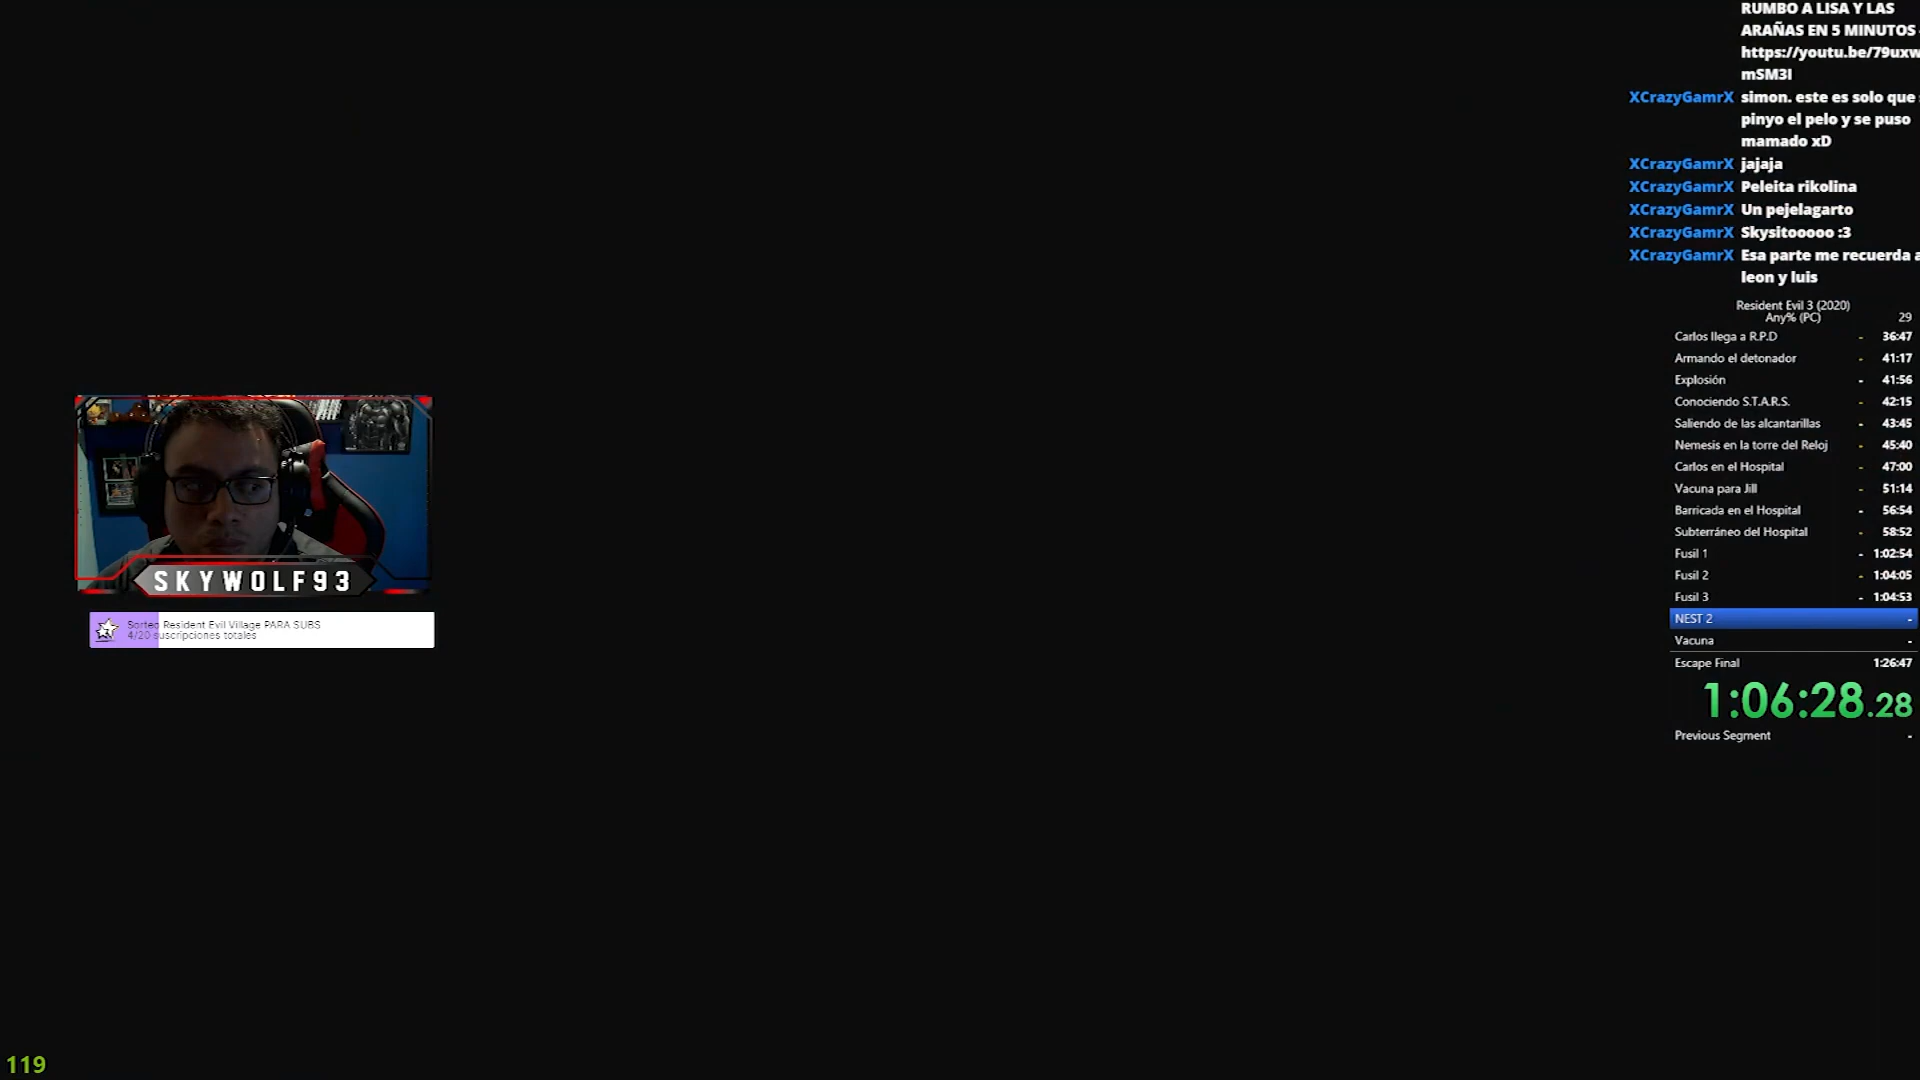 RUMBO A LISA Y LAS
ARAÑAS EN 5 MINUTOS
https://youtu.be/79uxw
mSM3I
XCrazyGamrX simon. este es solo que
pinyo el pelo y se puso
mamado xD
XCrazyGamrX jajaja
XCrazyGamrX Peleita rikolina
XCrazyGamrX Un pejelagarto
XCrazyGamrX Skysitooooo :3
XCrazyGamrX Esa parte me recuerda a
leon y luis
Resident Evil 3 (2020)
Any% (PC) 29
Carlos llega a R.P.D - 36:47
Armando el detonador - 41:17
Explosión - 41:56
Conociendo S.T.A.R.S. - 42:15
Saliendo de las alcantarillas - 43:45
Nemesis en la torre del Reloj - 45:40
Carlos en el Hospital - 47:00
Vacuna para Jill - 51:14
Barricada en el Hospital - 56:54
Subterráneo del Hospital - 58:52
Fusil 1 - 1:02:54
Fusil 2 - 1:04:05
Fusil 3 - 1:04:53
NEST 2 -
Vacuna -
Escape Final 1:26:47
1:06:28.28
Previous Segment -
SKYWOLF93
Sorteo Resident Evil Village PARA SUBS
4/20 suscripciones totales
119